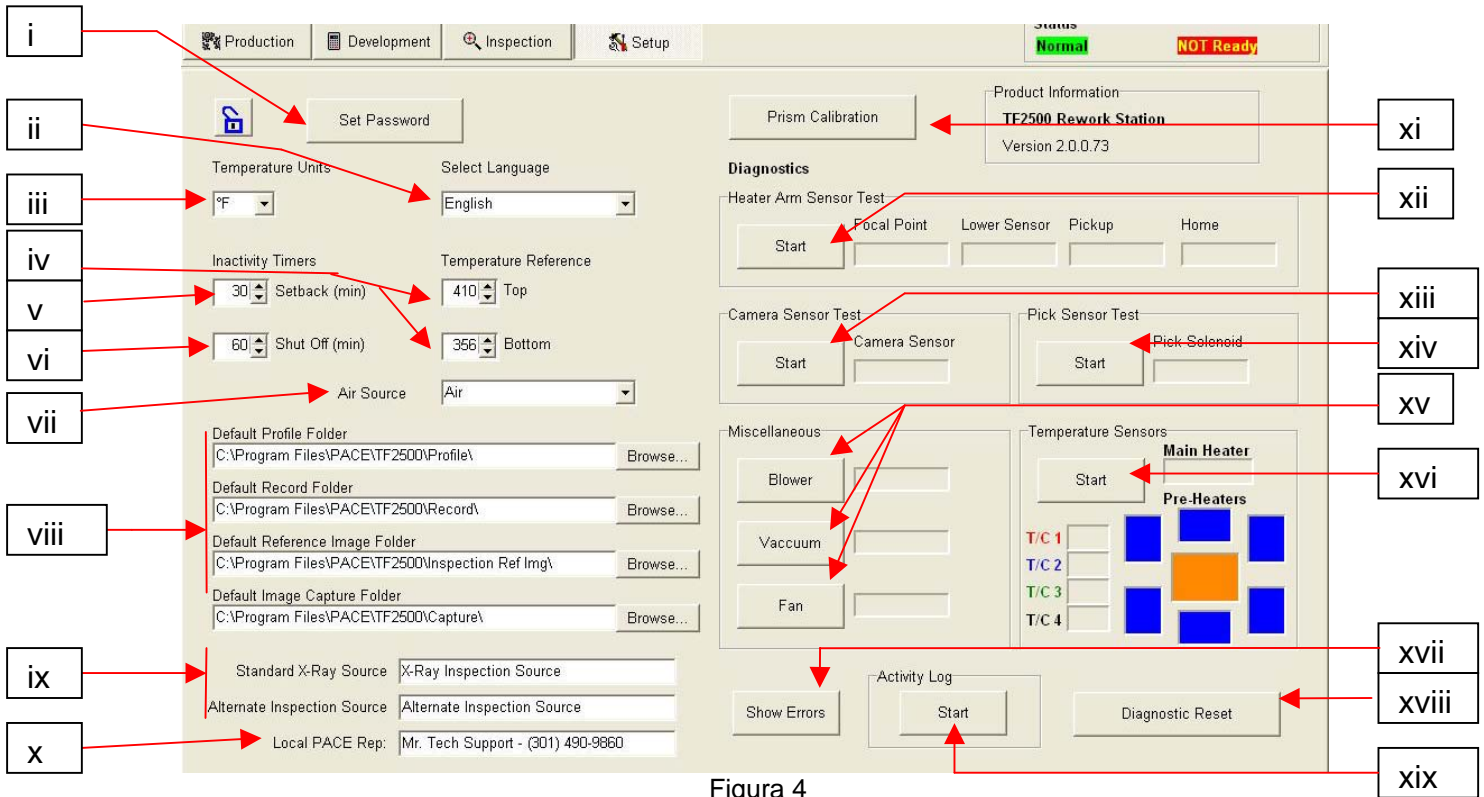 i
ii
iii
iv
v
vi
vii
viii
ix
x
Production Development Inspection Setup
Status
Normal NOT Ready
Set Password
Temperature Units Select Language
°F English
Inactivity Timers Temperature Reference
30 Setback (min) 410 Top
60 Shut Off (min) 356 Bottom
Air Source Air
Default Profile Folder
C:\Program Files\PACE\TF2500\Profile\ Browse...
Default Record Folder
C:\Program Files\PACE\TF2500\Record\ Browse...
Default Reference Image Folder
C:\Program Files\PACE\TF2500\Inspection Ref Img\ Browse...
Default Image Capture Folder
C:\Program Files\PACE\TF2500\Capture\ Browse...
Standard X-Ray Source X-Ray Inspection Source
Alternate Inspection Source Alternate Inspection Source
Local PACE Rep: Mr. Tech Support - (301) 490-9860
Prism Calibration
Product Information
TF2500 Rework Station
Version 2.0.0.73
Diagnostics
Heater Arm Sensor Test
Start Focal Point Lower Sensor Pickup Home
Camera Sensor Test
Start Camera Sensor
Pick Sensor Test
Start Pick Solenoid
Miscellaneous
Blower
Vaccuum
Fan
Temperature Sensors
Start Main Heater
Pre-Heaters
T/C 1
T/C 2
T/C 3
T/C 4
Show Errors
Activity Log
Start
Diagnostic Reset
xi
xii
xiii
xiv
xv
xvi
xvii
xviii
xix
Figura 4